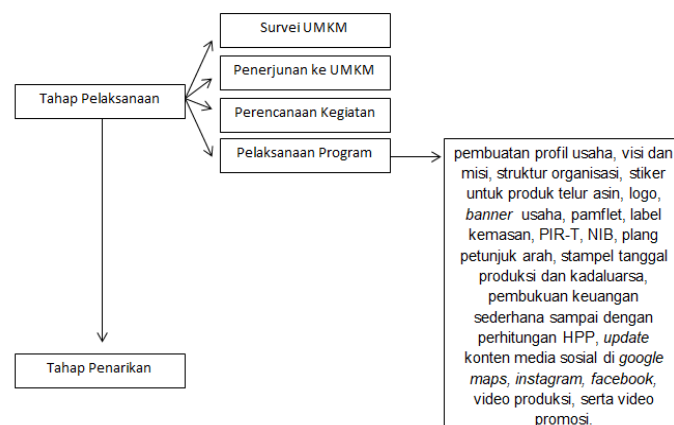 Survei UMKM
Penerjunan ke UMKM
Tahap Pelaksanaan
Perencanaan Kegiatan
Pelaksanaan Program
pembuatan profil usaha, visi dan
misi, struktur organisasi, stiker
untuk produk telur asin, logo,
banner usaha, pamflet, label
kemasan, PIR-T, NIB, plang
petunjuk arah, stampel tanggal
produksi dan kadaluarsa,
pembukuan keuangan
sederhana sampai dengan
perhitungan HPP, update
konten media sosial di google
maps, instagram, facebook,
video produksi, serta video
promosi.
Tahap Penarikan